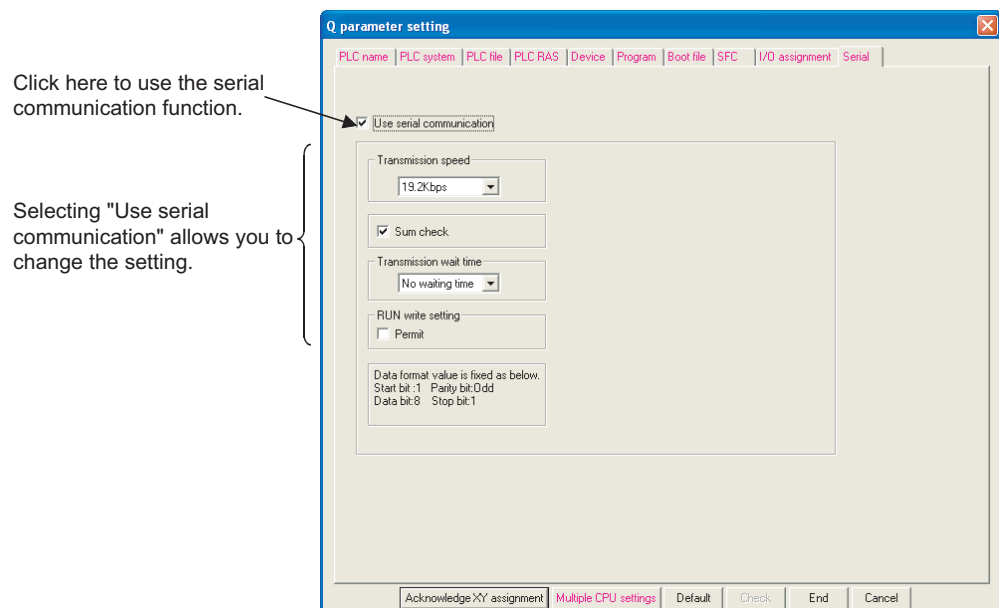 Q parameter setting
PLC name PLC system PLC file PLC RAS Device Program Boot file SFC I/O assignment Serial
Click here to use the serial
communication function.
Use serial communication
Selecting "Use serial
communication" allows you to
change the setting.
Transmission speed
19.2Kbps
Sum check
Transmission wait time
No waiting time
RUN write setting
Permit
Data format value is fixed as below.
Start bit :1 Parity bit:Odd
Data bit:8 Stop bit:1
Acknowledge XY assignment Multiple CPU settings Default Check End Cancel